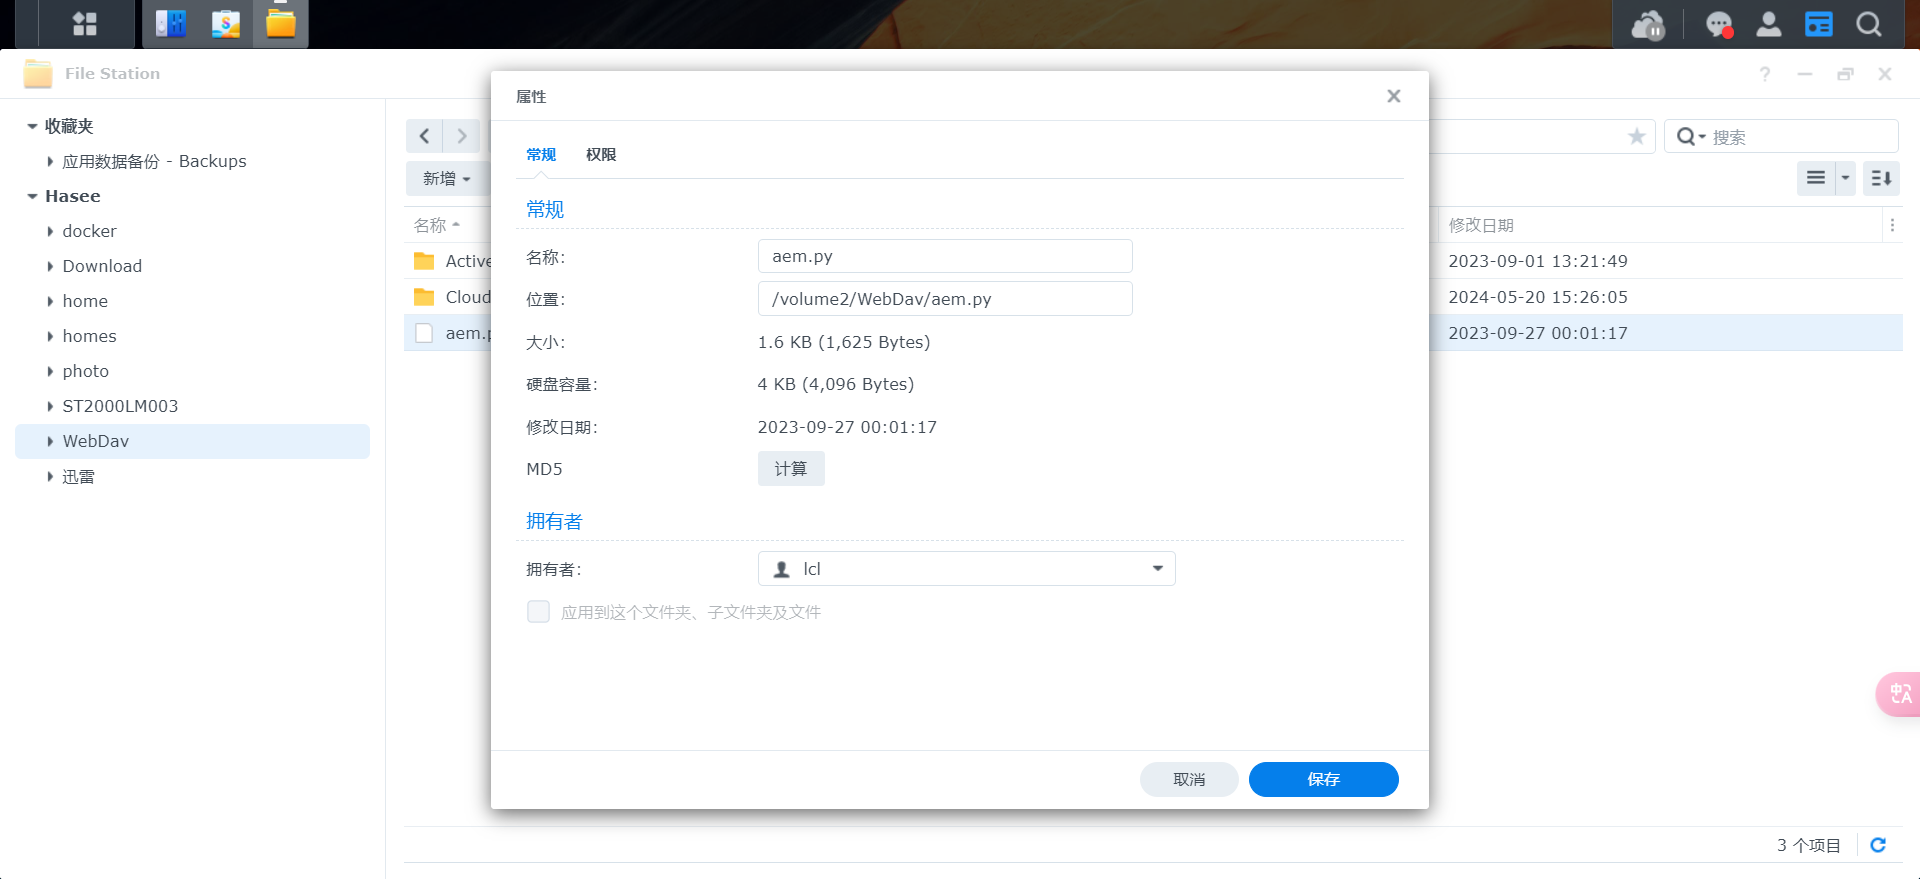 File Station
?
收藏夹
应用数据备份 - Backups
Hasee
docker
Download
home
homes
photo
ST2000LM003
WebDav
迅雷
新增
搜索
名称
修改日期
Active
2023-09-01 13:21:49
Cloud
2024-05-20 15:26:05
aem.p
2023-09-27 00:01:17
属性
常规 权限
常规
名称:
aem.py
位置:
/volume2/WebDav/aem.py
大小:
1.6 KB (1,625 Bytes)
硬盘容量:
4 KB (4,096 Bytes)
修改日期:
2023-09-27 00:01:17
MD5
计算
拥有者
拥有者:
lcl
应用到这个文件夹、子文件夹及文件
取消
保存
3 个项目
中A